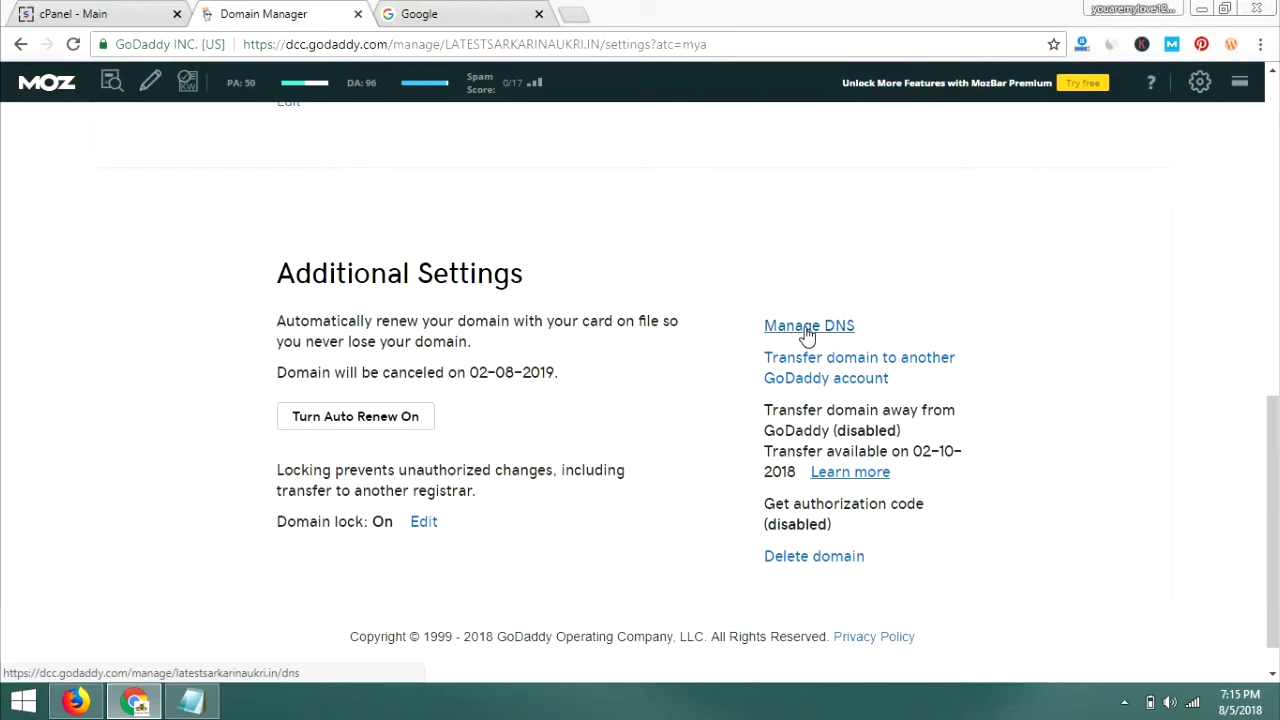 cPanel - Main
Domain Manager
Google
youaremylove12...
GoDaddy INC. [US]
https://dcc.godaddy.com/manage/LATESTSARKARINAUKRI.IN/settings?atc=mya
MOZ
PA: 50
DA: 96
Spam
Score:
0/17
Unlock More Features with MozBar Premium
Try free
?
Edit
Additional Settings
Automatically renew your domain with your card on file so
you never lose your domain.
Domain will be canceled on 02-08-2019.
Turn Auto Renew On
Locking prevents unauthorized changes, including
transfer to another registrar.
Domain lock: On Edit
Manage DNS
Transfer domain to another
GoDaddy account
Transfer domain away from
GoDaddy (disabled)
Transfer available on 02-10-
2018 Learn more
Get authorization code
(disabled)
Delete domain
Copyright © 1999 - 2018 GoDaddy Operating Company, LLC. All Rights Reserved. Privacy Policy
https://dcc.godaddy.com/manage/latestsarkarinaukri.in/dns
7:15 PM
8/5/2018